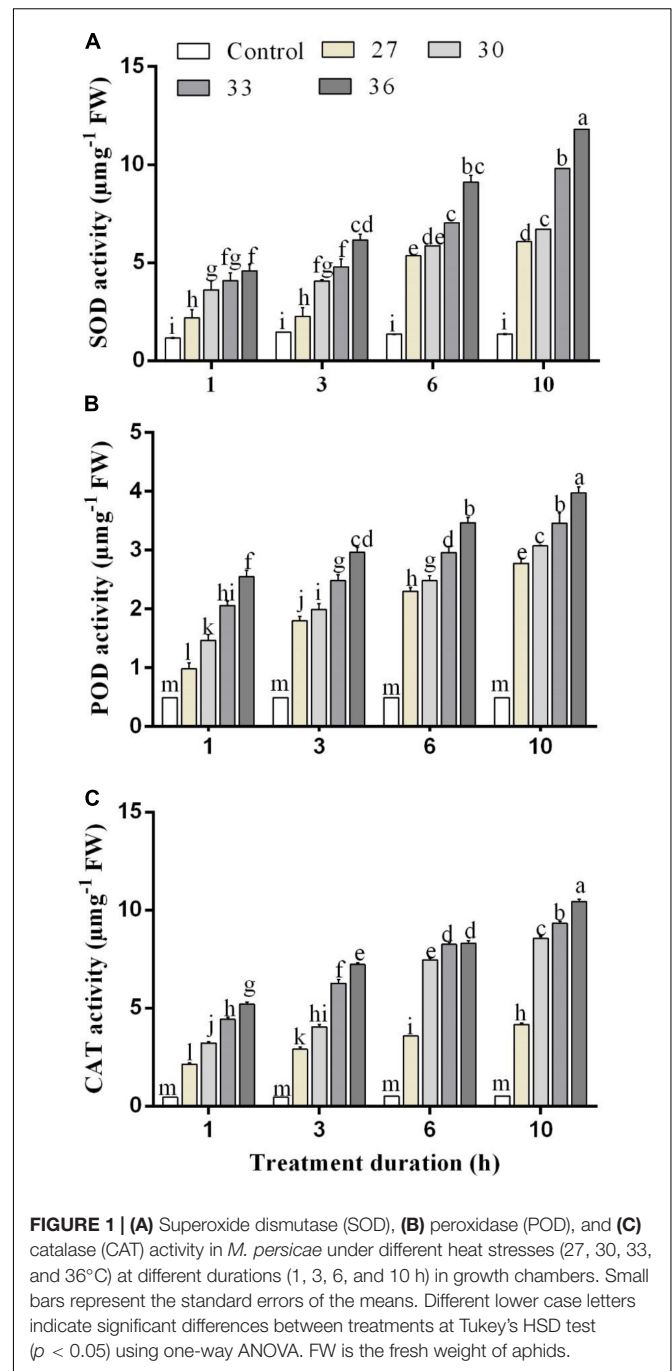 A
Control 27 30
33 36
SOD activity (µmg-1 FW)
15
10
5
0
i h g fg f
i h fg f cd
i e de c bc
i d c b a
1 3 6 10
B
POD activity (µmg-1 FW)
5
4
3
2
1
0
m l k hi f
m j i g cd
m h g d b
m e c b a
1 3 6 10
C
CAT activity (µmg-1 FW)
15
10
5
0
m l j h g
m k hi f e
m i e d d
m h c b a
1 3 6 10
Treatment duration (h)
FIGURE 1 | (A) Superoxide dismutase (SOD), (B) peroxidase (POD), and (C)
catalase (CAT) activity in M. persicae under different heat stresses (27, 30, 33,
and 36°C) at different durations (1, 3, 6, and 10 h) in growth chambers. Small
bars represent the standard errors of the means. Different lower case letters
indicate significant differences between treatments at Tukey's HSD test
(p < 0.05) using one-way ANOVA. FW is the fresh weight of aphids.